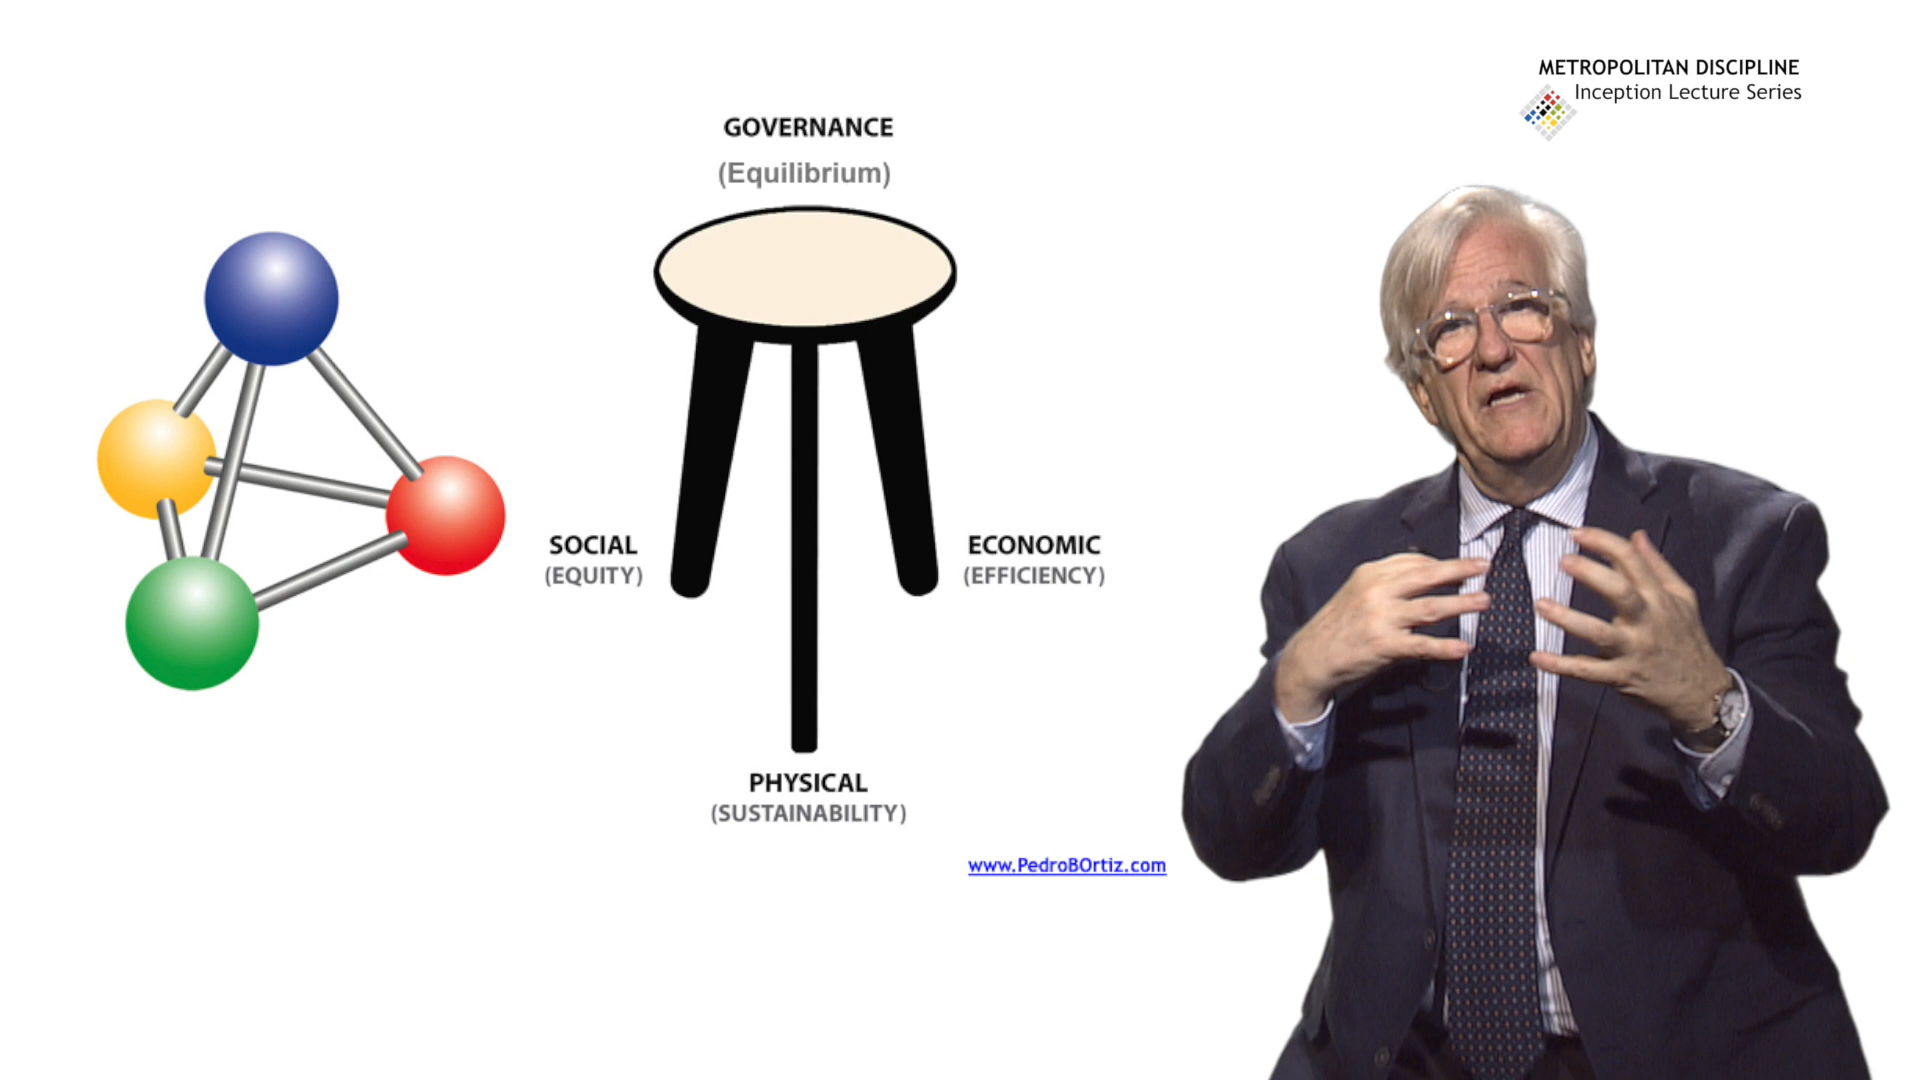 METROPOLITAN DISCIPLINE
Inception Lecture Series
GOVERNANCE
(Equilibrium)
SOCIAL
(EQUITY)
ECONOMIC
(EFFICIENCY)
PHYSICAL
(SUSTAINABILITY)
www.PedroBOrtiz.com